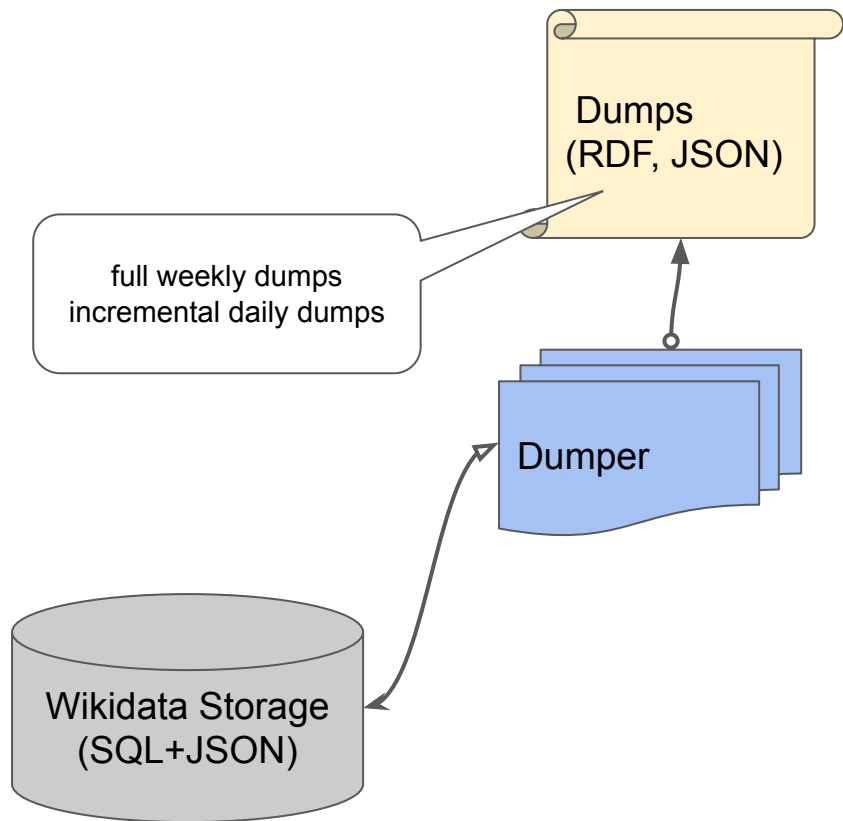 Dumps
(RDF, JSON)
full weekly dumps
incremental daily dumps
Dumper
Wikidata Storage
(SQL+JSON)